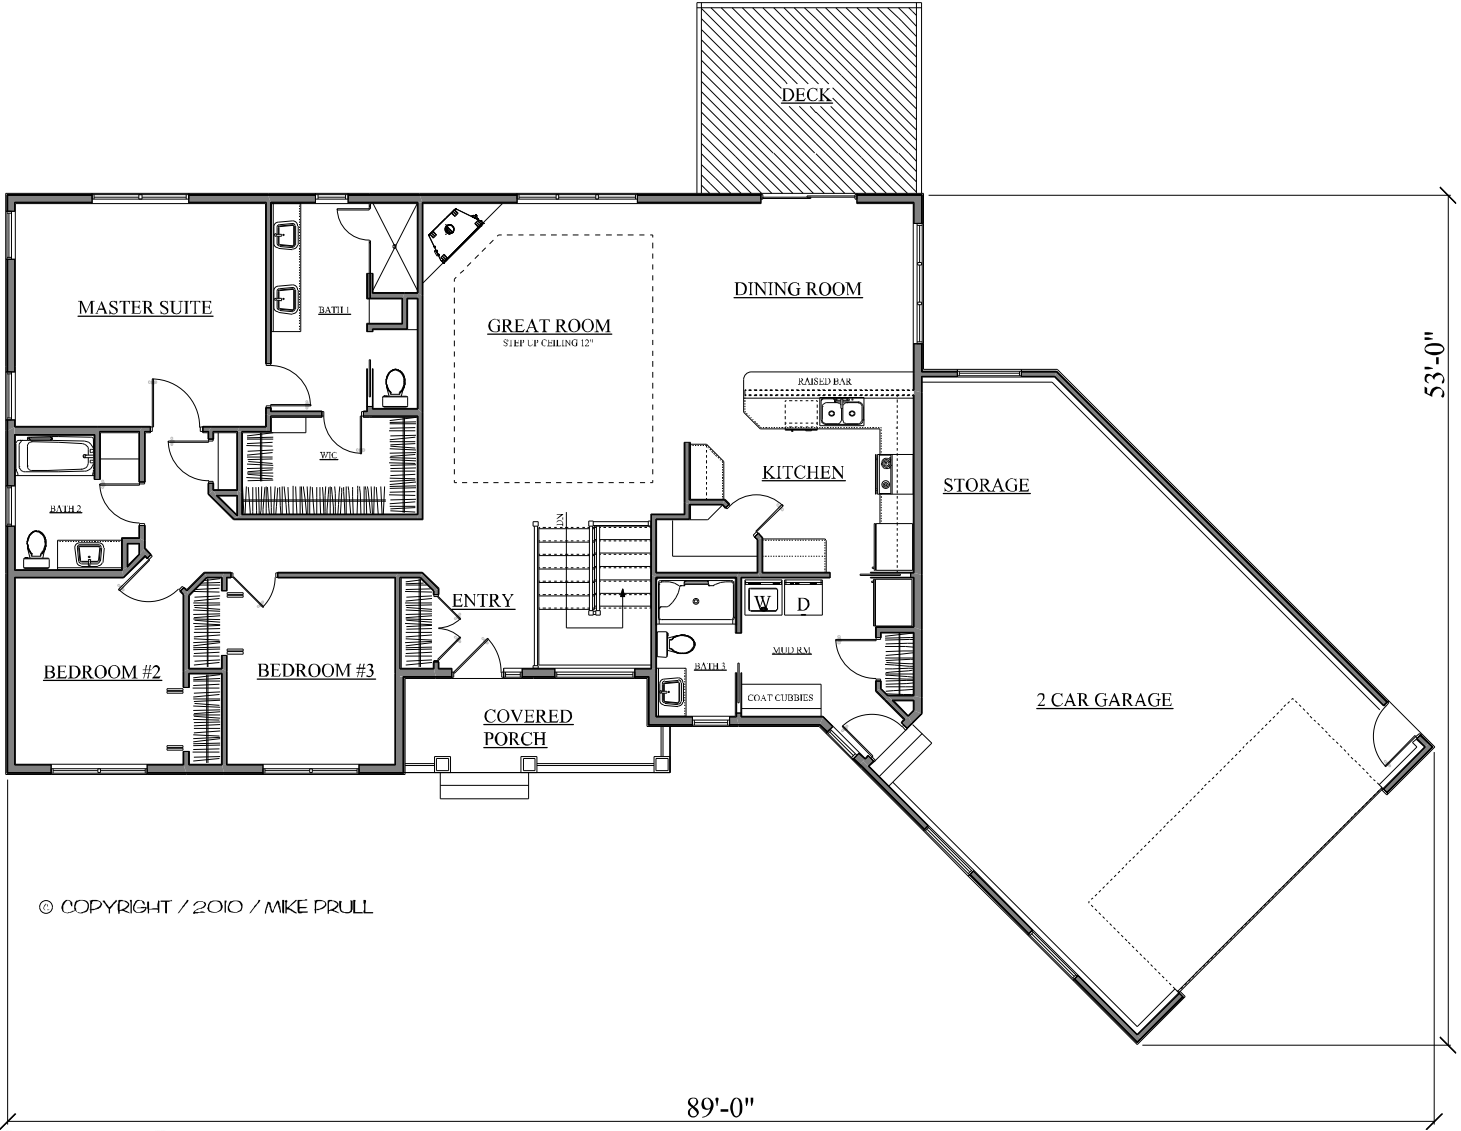 DECK
MASTER SUITE
BATH 1
GREAT ROOM
STEP UP CEILING 12"
DINING ROOM
53'-0"
RAISED BAR
WIC
KITCHEN
STORAGE
BATH 2
DN
ENTRY
W
D
BEDROOM #2
BEDROOM #3
BATH 3
MUD RM
COAT CUBBIES
2 CAR GARAGE
COVERED
PORCH
© COPYRIGHT / 2010 / MIKE PRULL
89'-0"